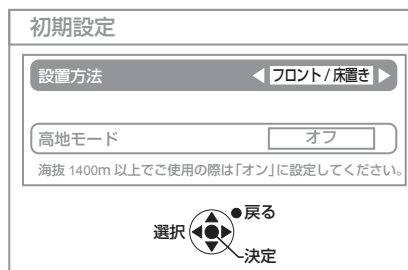 初期設定
設置方法 フロント / 床置き
高地モード オフ
海抜 1400m 以上でご使用の際は「オン」に設定してください。
戻る
選択
決定